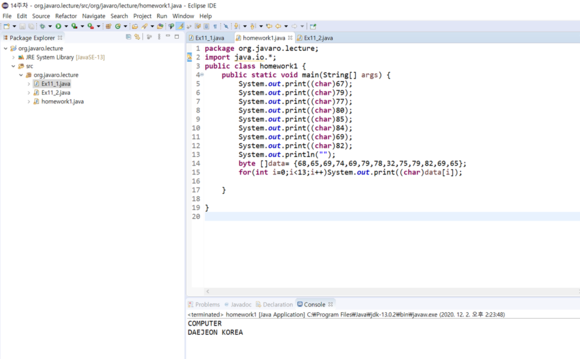 14주차 - org.javaro.lecture/src/org/javaro/lecture/homework1.java - Eclipse IDE
File Edit Source Refactor Navigate Search Project Run Window Help
Package Explorer
org.javaro.lecture
JRE System Library [JavaSE-13]
src
org.javaro.lecture
Ex11_1.java
Ex11_2.java
homework1.java
Ex11_1.java homework1.java Ex11_2.java
1 package org.javaro.lecture;
2 import java.io.*;
3 public class homework1 {
4 public static void main(String[] args) {
5 System.out.print((char)67);
6 System.out.print((char)79);
7 System.out.print((char)77);
8 System.out.print((char)80);
9 System.out.print((char)85);
10 System.out.print((char)84);
11 System.out.print((char)69);
12 System.out.print((char)82);
13 System.out.println("");
14 byte []data= {68,65,69,74,69,79,78,32,75,79,82,69,65};
15 for(int i=0;i<13;i++)System.out.print((char)data[i]);
16
17 }
18
19 }
20
Problems Javadoc Declaration Console
<terminated> homework1 [Java Application] C:₩Program Files₩Java₩jdk-13.0.2₩bin₩javaw.exe (2020. 12. 2. 오후 2:23:48)
COMPUTER
DAEJEON KOREA